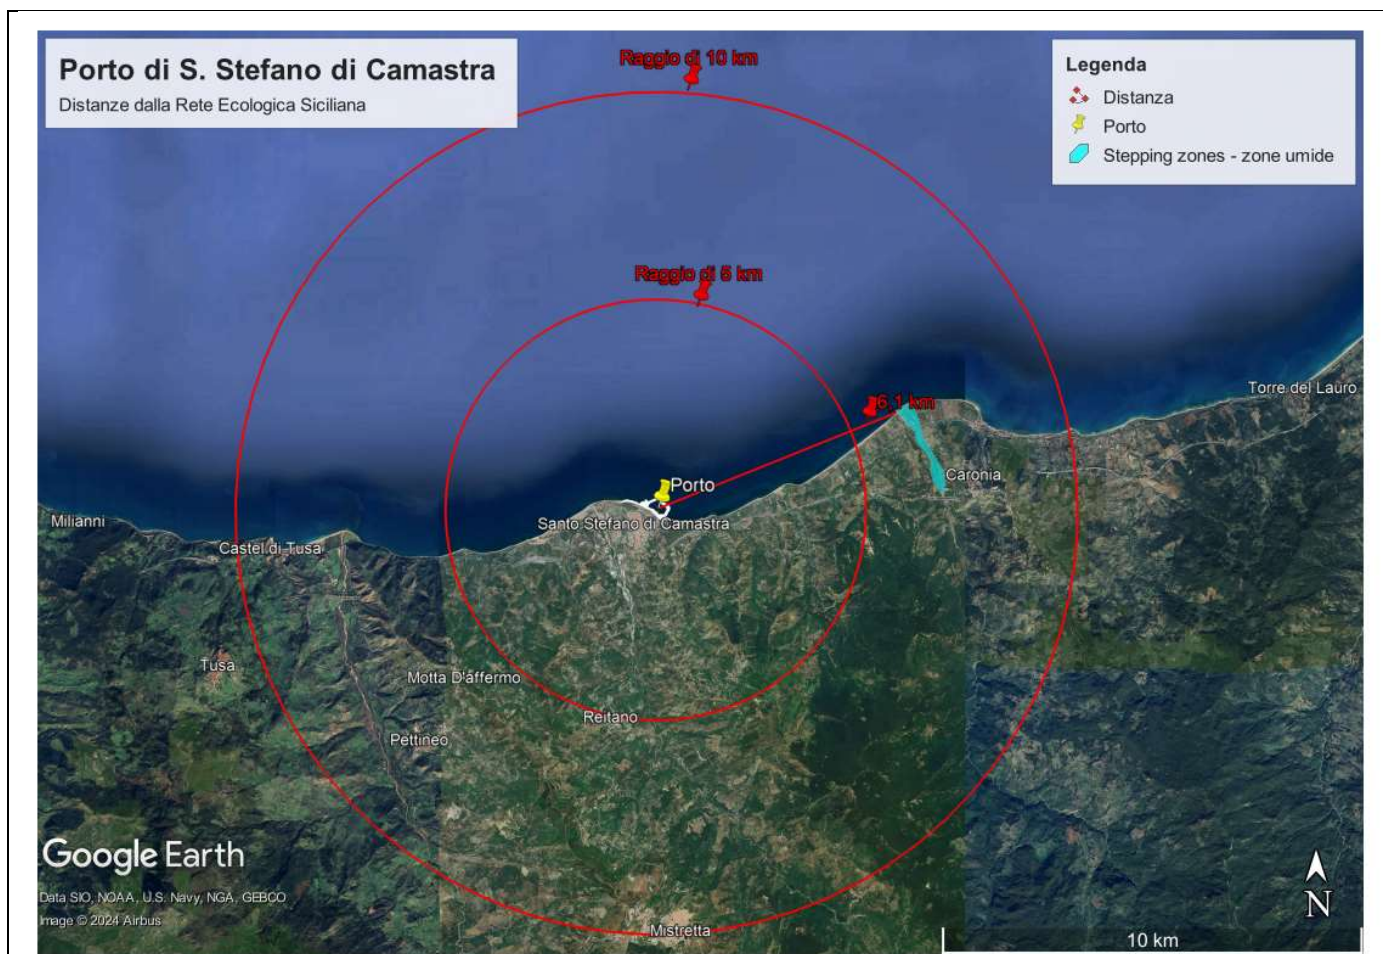 Raggio di 10 km
Porto di S. Stefano di Camastra
Distanze dalla Rete Ecologica Siciliana
Legenda
Distanza
Porto
Stepping zones - zone umide
Raggio di 5 km
6,1 km
Torre del Lauro
Caronia
Porto
Santo Stefano di Camastra
Milianni
Castel di Tusa
Tusa
Motta D'affermo
Reitano
Pettineo
Google Earth
Data SIO, NOAA, U.S. Navy, NGA, GEBCO
Image © 2024 Airbus
Mistretta
N
10 km